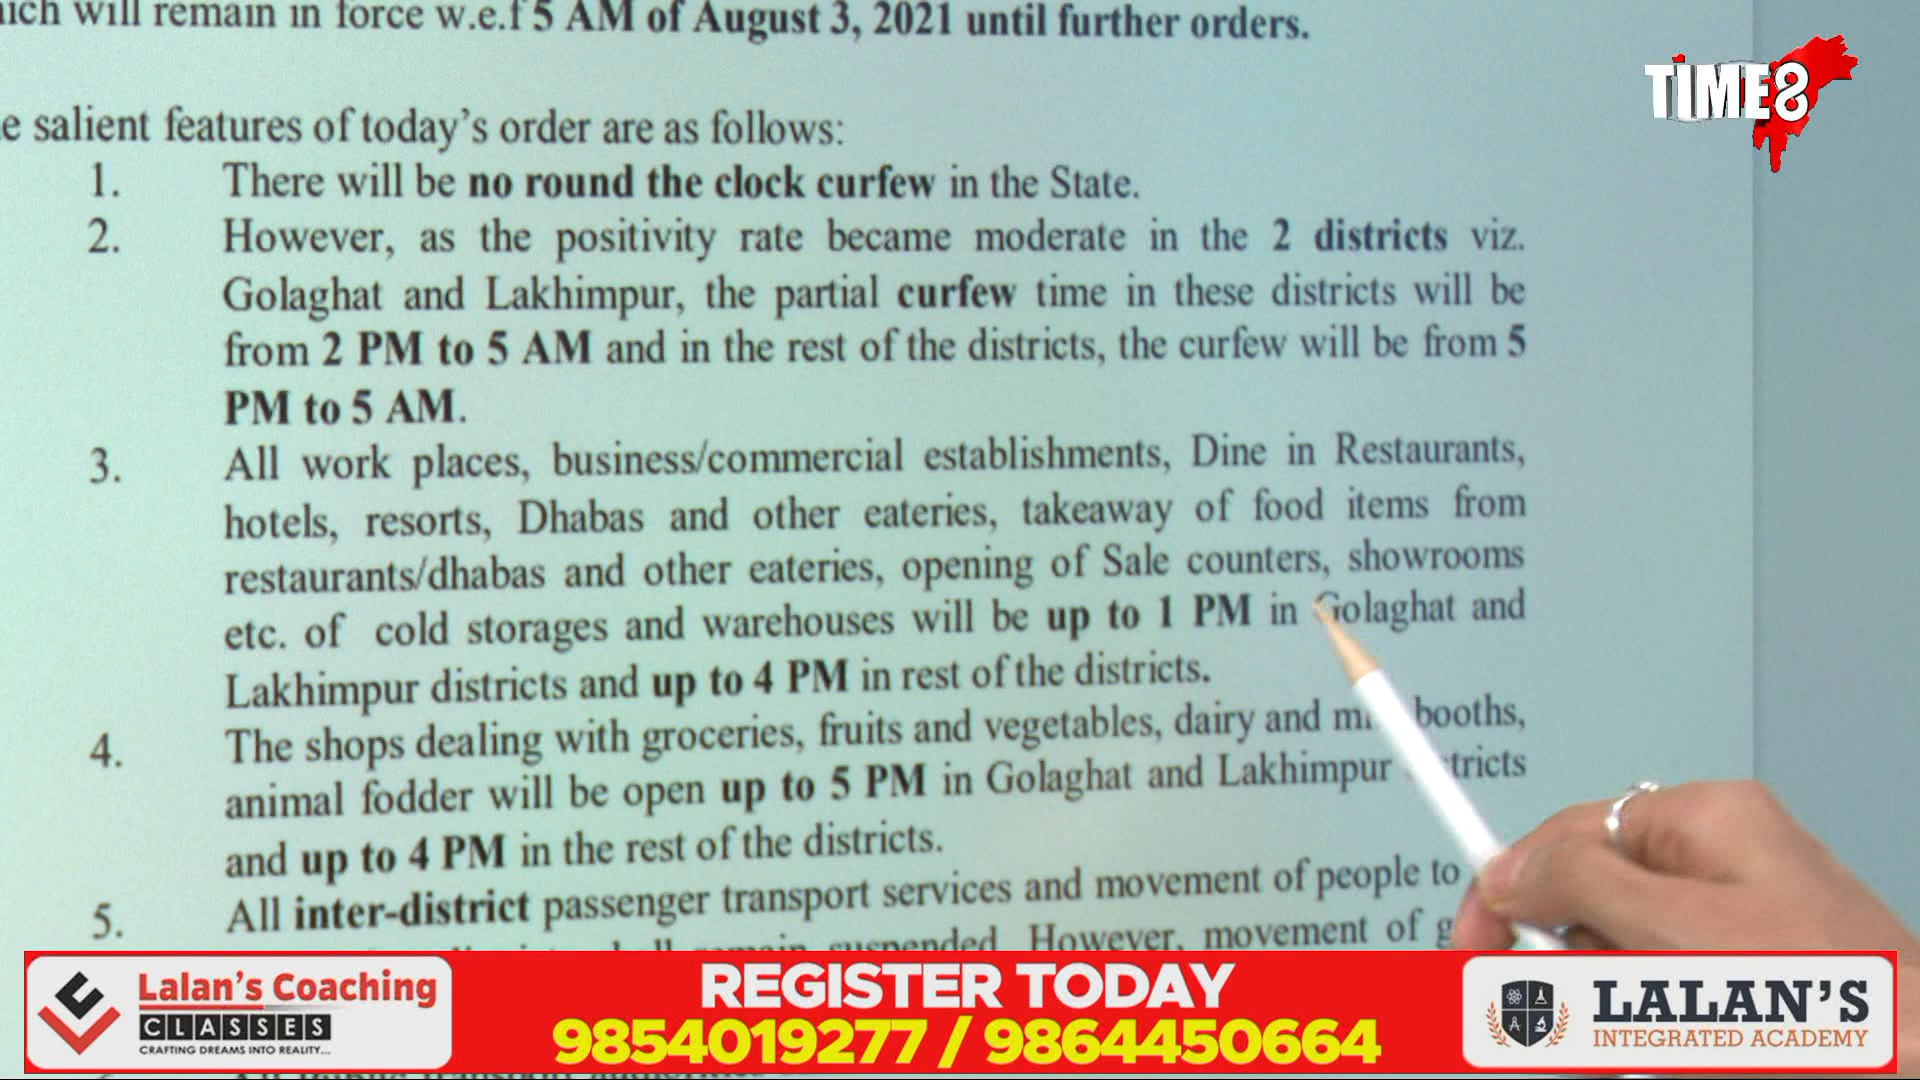 will remain in force w.e.f 5 AM of August 3, 2021 until further orders.
TIME8
e salient features of today's order are as follows:
1. There will be no round the clock curfew in the State.
2. However, as the positivity rate became moderate in the 2 districts viz.
Golaghat and Lakhimpur, the partial curfew time in these districts will be
from 2 PM to 5 AM and in the rest of the districts, the curfew will be from 5
PM to 5 AM.
3. All work places, business/commercial establishments, Dine in Restaurants,
hotels, resorts, Dhabas and other eateries, takeaway of food items from
restaurants/dhabas and other eateries, opening of Sale counters, showrooms
etc. of cold storages and warehouses will be up to 1 PM in Golaghat and
Lakhimpur districts and up to 4 PM in rest of the districts.
4. The shops dealing with groceries, fruits and vegetables, dairy and booths,
animal fodder will be open up to 5 PM in Golaghat and Lakhimpur
and up to 4 PM in the rest of the districts.
5. All inter-district passenger transport services and movement of people to
remain suspended. However, movement of
Lalan's Coaching
CLASSES
CRAFTING DREAMS INTO REALITY...
REGISTER TODAY
9854019277 / 9864450664
LALAN'S
INTEGRATED ACADEMY